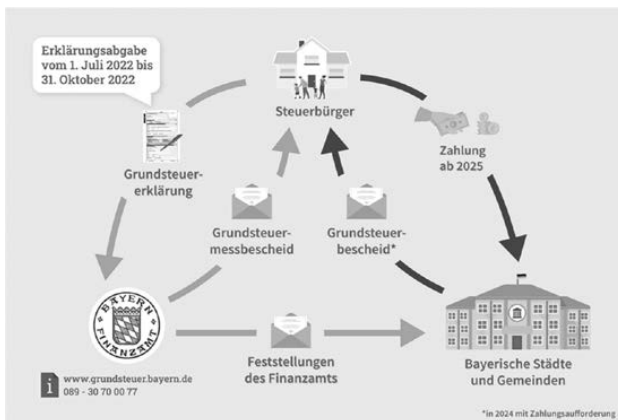 Erklärungsabgabe
vom 1. Juli 2022 bis
31. Oktober 2022
Steuerbürger
Grundsteuer-
erklärung
Zahlung
ab 2025
Grundsteuer-
messbescheid
Grundsteuer-
bescheid*
BAYERN
FINANZAMT
Feststellungen
des Finanzamts
Bayerische Städte
und Gemeinden
i
www.grundsteuer.bayern.de
089 - 30 70 00 77
*in 2024 mit Zahlungsaufforderung